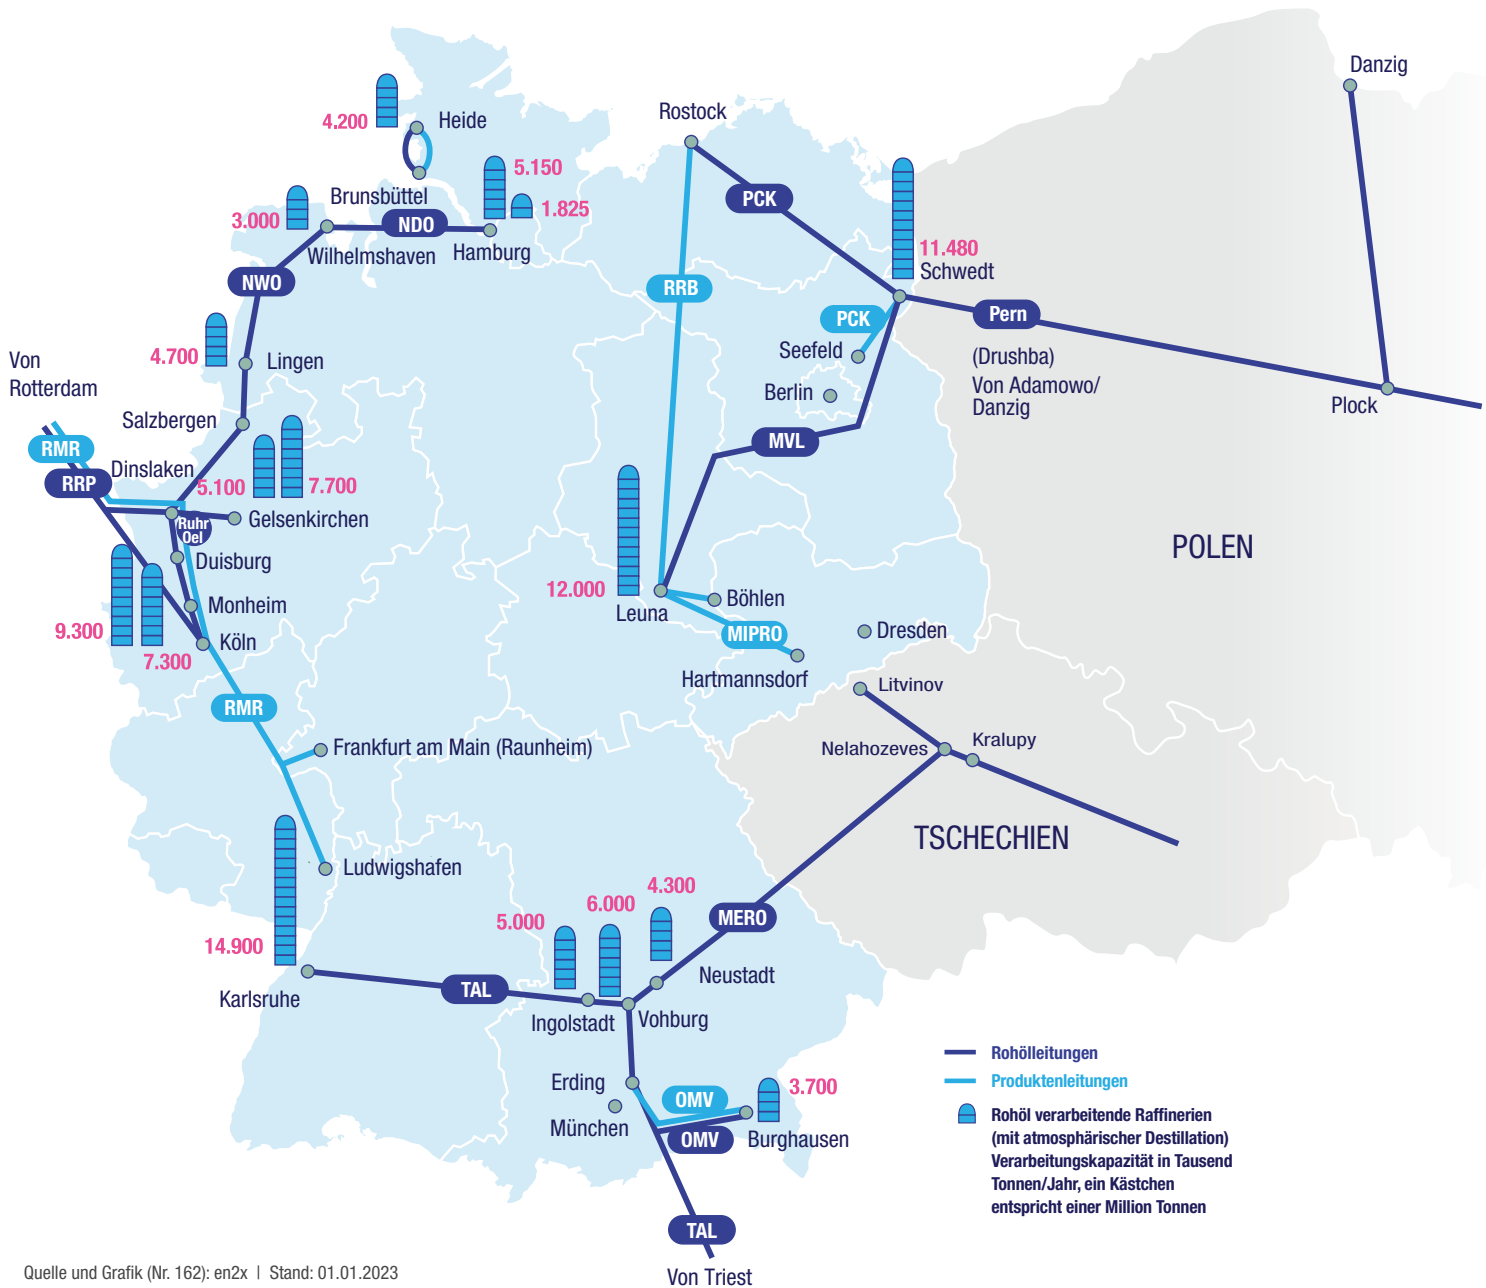 Danzig
4.200
Heide
Rostock
5.150
Brunsbüttel
1.825
3.000
NDO
PCK
Wilhelmshaven
Hamburg
11.480
Schwedt
NWO
RRB
PCK
Pern
Seefeld
(Drushba)
Von Adamowo/
Danzig
4.700
Lingen
Von
Rotterdam
Berlin
Plock
Salzbergen
MVL
RMR
Dinslaken
RRP
5.100
7.700
Gelsenkirchen
Ruhr
Oel
POLEN
Duisburg
12.000
Leuna
Böhlen
Monheim
9.300
7.300
Köln
MIPRO
Dresden
Hartmannsdorf
Litvinov
RMR
Frankfurt am Main (Raunheim)
Nelahozeves
Kralupy
TSCHECHIEN
Ludwigshafen
4.300
6.000
5.000
MERO
14.900
Neustadt
Karlsruhe
TAL
Ingolstadt
Vohburg
Rohölleitungen
Produktenleitungen
Rohöl verarbeitende Raffinerien
(mit atmosphärischer Destillation)
Verarbeitungskapazität in Tausend
Tonnen/Jahr, ein Kästchen
entspricht einer Million Tonnen
Erding
OMV
3.700
München
OMV
Burghausen
TAL
Von Triest
Quelle und Grafik (Nr. 162): en2x | Stand: 01.01.2023